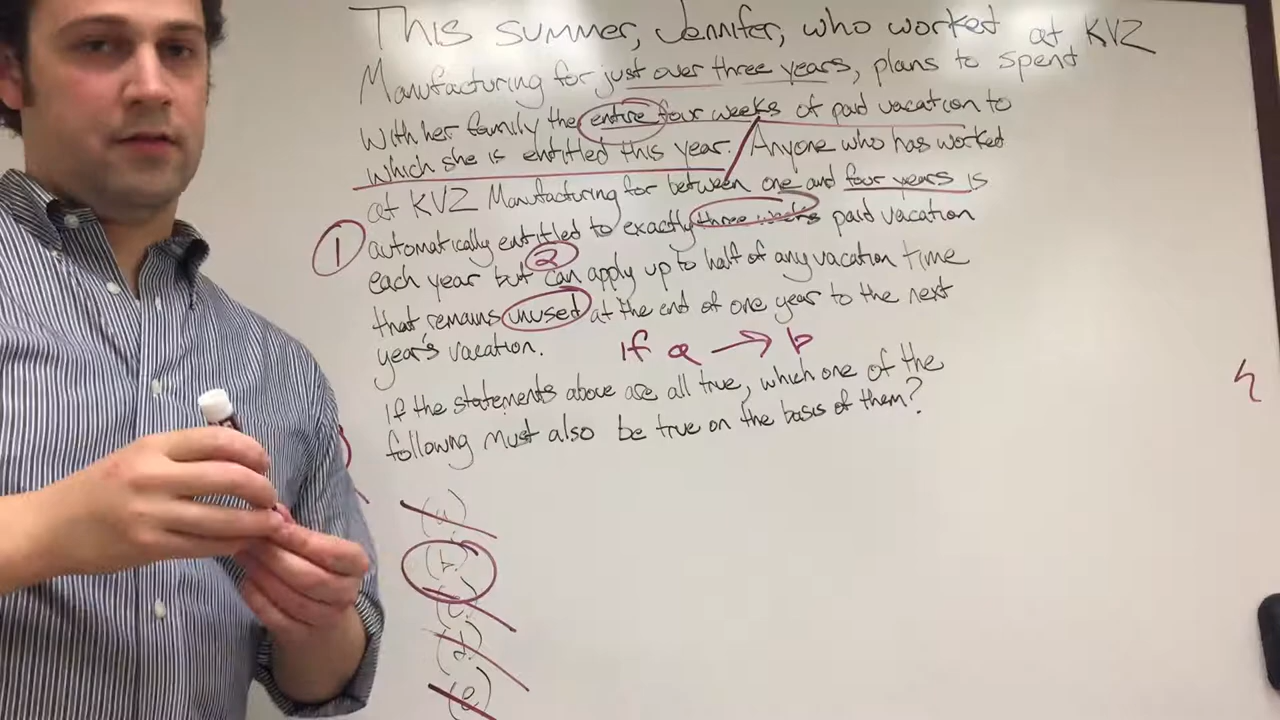 This summer, Jennifer, who worked at KVZ
Manufacturing for just over three years, plans to spend
with her family the entire four weeks of paid vacation to
which she is entitled this year. Anyone who has worked
at KVZ Manufacturing for between one and four years is
1 automatically entitled to exactly three weeks paid vacation
each year but 2 can apply up to half of any vacation time
that remains unused at the end of one year to the next
year's vacation.
if a → b
If the statements above are all true, which one of the
following must also be true on the basis of them?